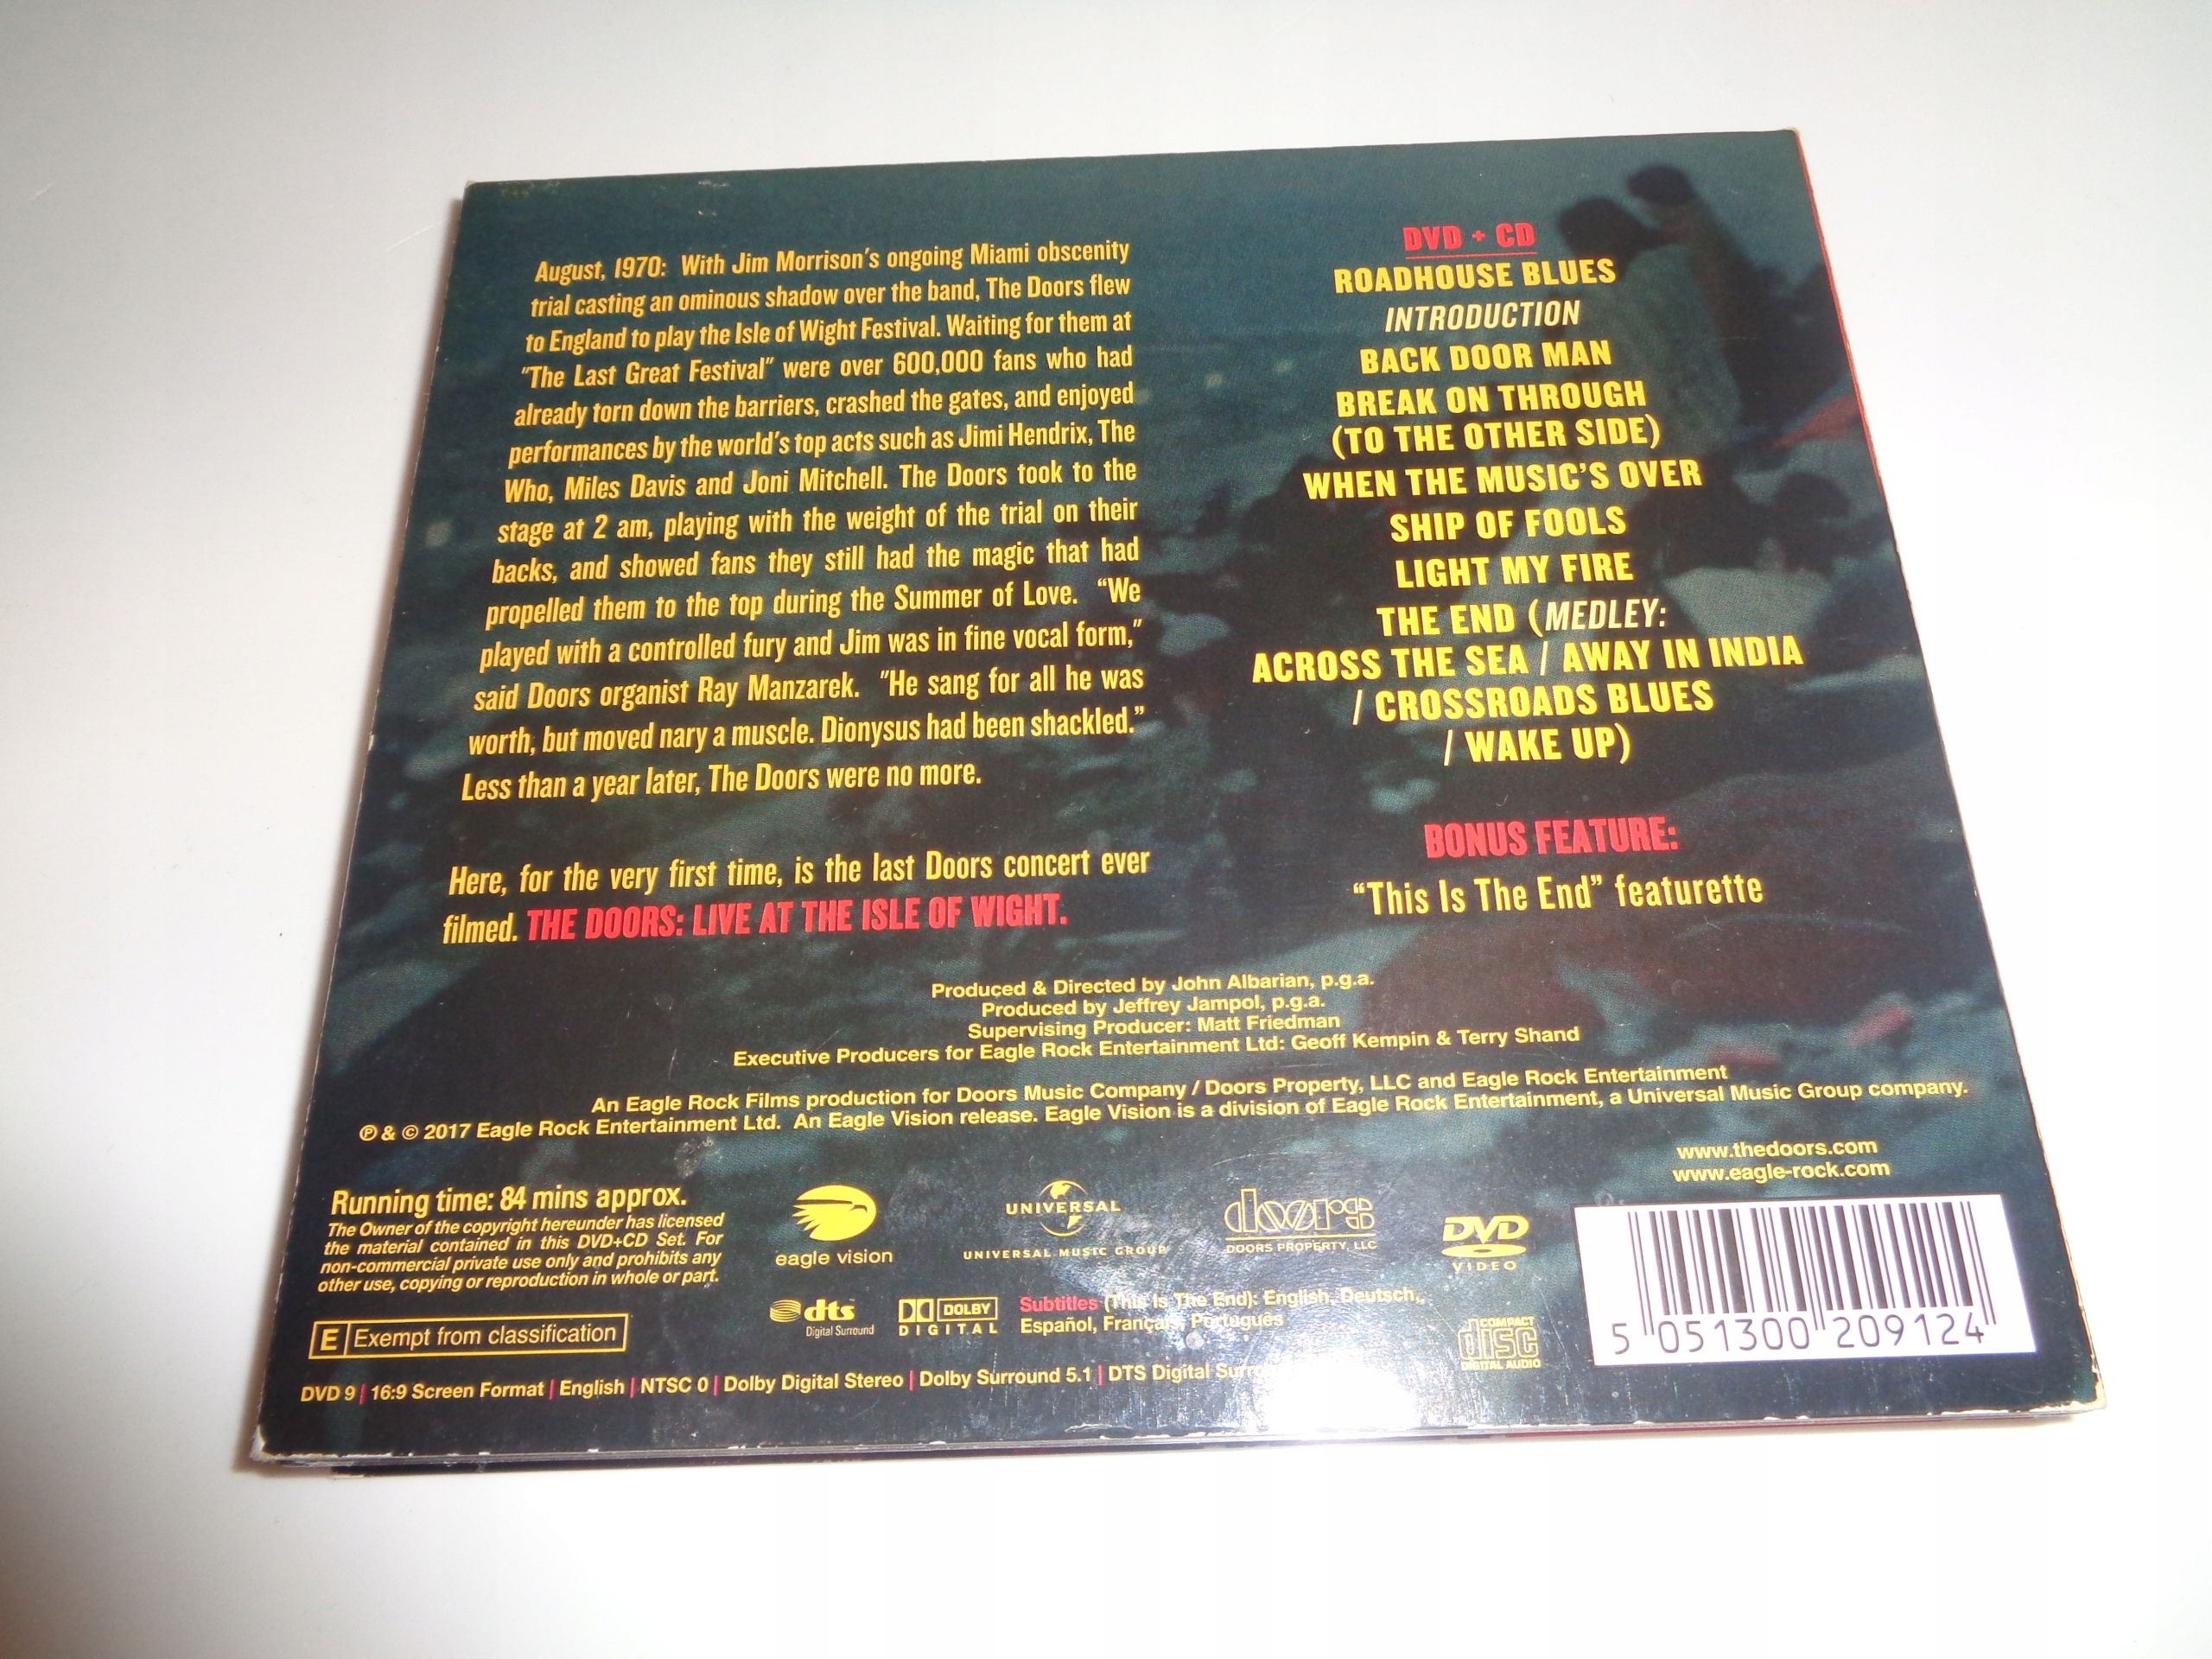 August, 1970: With Jim Morrison's ongoing Miami obscenity
trial casting an ominous shadow over the band, The Doors flew
to England to play the Isle of Wight Festival. Waiting for them at
"The Last Great Festival" were over 600,000 fans who had
already torn down the barriers, crashed the gates, and enjoyed
performances by the world's top acts such as Jimi Hendrix, The
Who, Miles Davis and Joni Mitchell. The Doors took to the
stage at 2 am, playing with the weight of the trial on their
backs, and showed fans they still had the magic that had
propelled them to the top during the Summer of Love. "We
played with a controlled fury and Jim was in fine vocal form,"
said Doors organist Ray Manzarek. "He sang for all he was
worth, but moved nary a muscle. Dionysus had been shackled."
Less than a year later, The Doors were no more.
Here, for the very first time, is the last Doors concert ever
filmed. THE DOORS: LIVE AT THE ISLE OF WIGHT.
DVD + CD
ROADHOUSE BLUES
INTRODUCTION
BACK DOOR MAN
BREAK ON THROUGH
(TO THE OTHER SIDE)
WHEN THE MUSIC'S OVER
SHIP OF FOOLS
LIGHT MY FIRE
THE END (MEDLEY:
ACROSS THE SEA / AWAY IN INDIA
/ CROSSROADS BLUES
/ WAKE UP)
BONUS FEATURE:
"This Is The End" featurette
Produced & Directed by John Albarian, p.g.a.
Produced by Jeffrey Jampol, p.g.a.
Supervising Producer: Matt Friedman
Executive Producers for Eagle Rock Entertainment Ltd: Geoff Kempin & Terry Shand
An Eagle Rock Films production for Doors Music Company / Doors Property, LLC and Eagle Rock Entertainment
℗ & © 2017 Eagle Rock Entertainment Ltd. An Eagle Vision release. Eagle Vision is a division of Eagle Rock Entertainment, a Universal Music Group company.
www.thedoors.com
www.eagle-rock.com
Running time: 84 mins approx.
The Owner of the copyright hereunder has licensed
the material contained in this DVD+CD Set. For
non-commercial private use only and prohibits any
other use, copying or reproduction in whole or part.
eagle vision
UNIVERSAL
UNIVERSAL MUSIC GROUP
doors
DOORS PROPERTY, LLC
DVD
VIDEO
dts
Digital Surround
DOLBY
DIGITAL
Subtitles (This Is The End): English, Deutsch,
Español, Français, Português
COMPACT
disc
DIGITAL AUDIO
5 051300 209124
E Exempt from classification
DVD 9 | 16:9 Screen Format | English | NTSC 0 | Dolby Digital Stereo | Dolby Surround 5.1 | DTS Digital